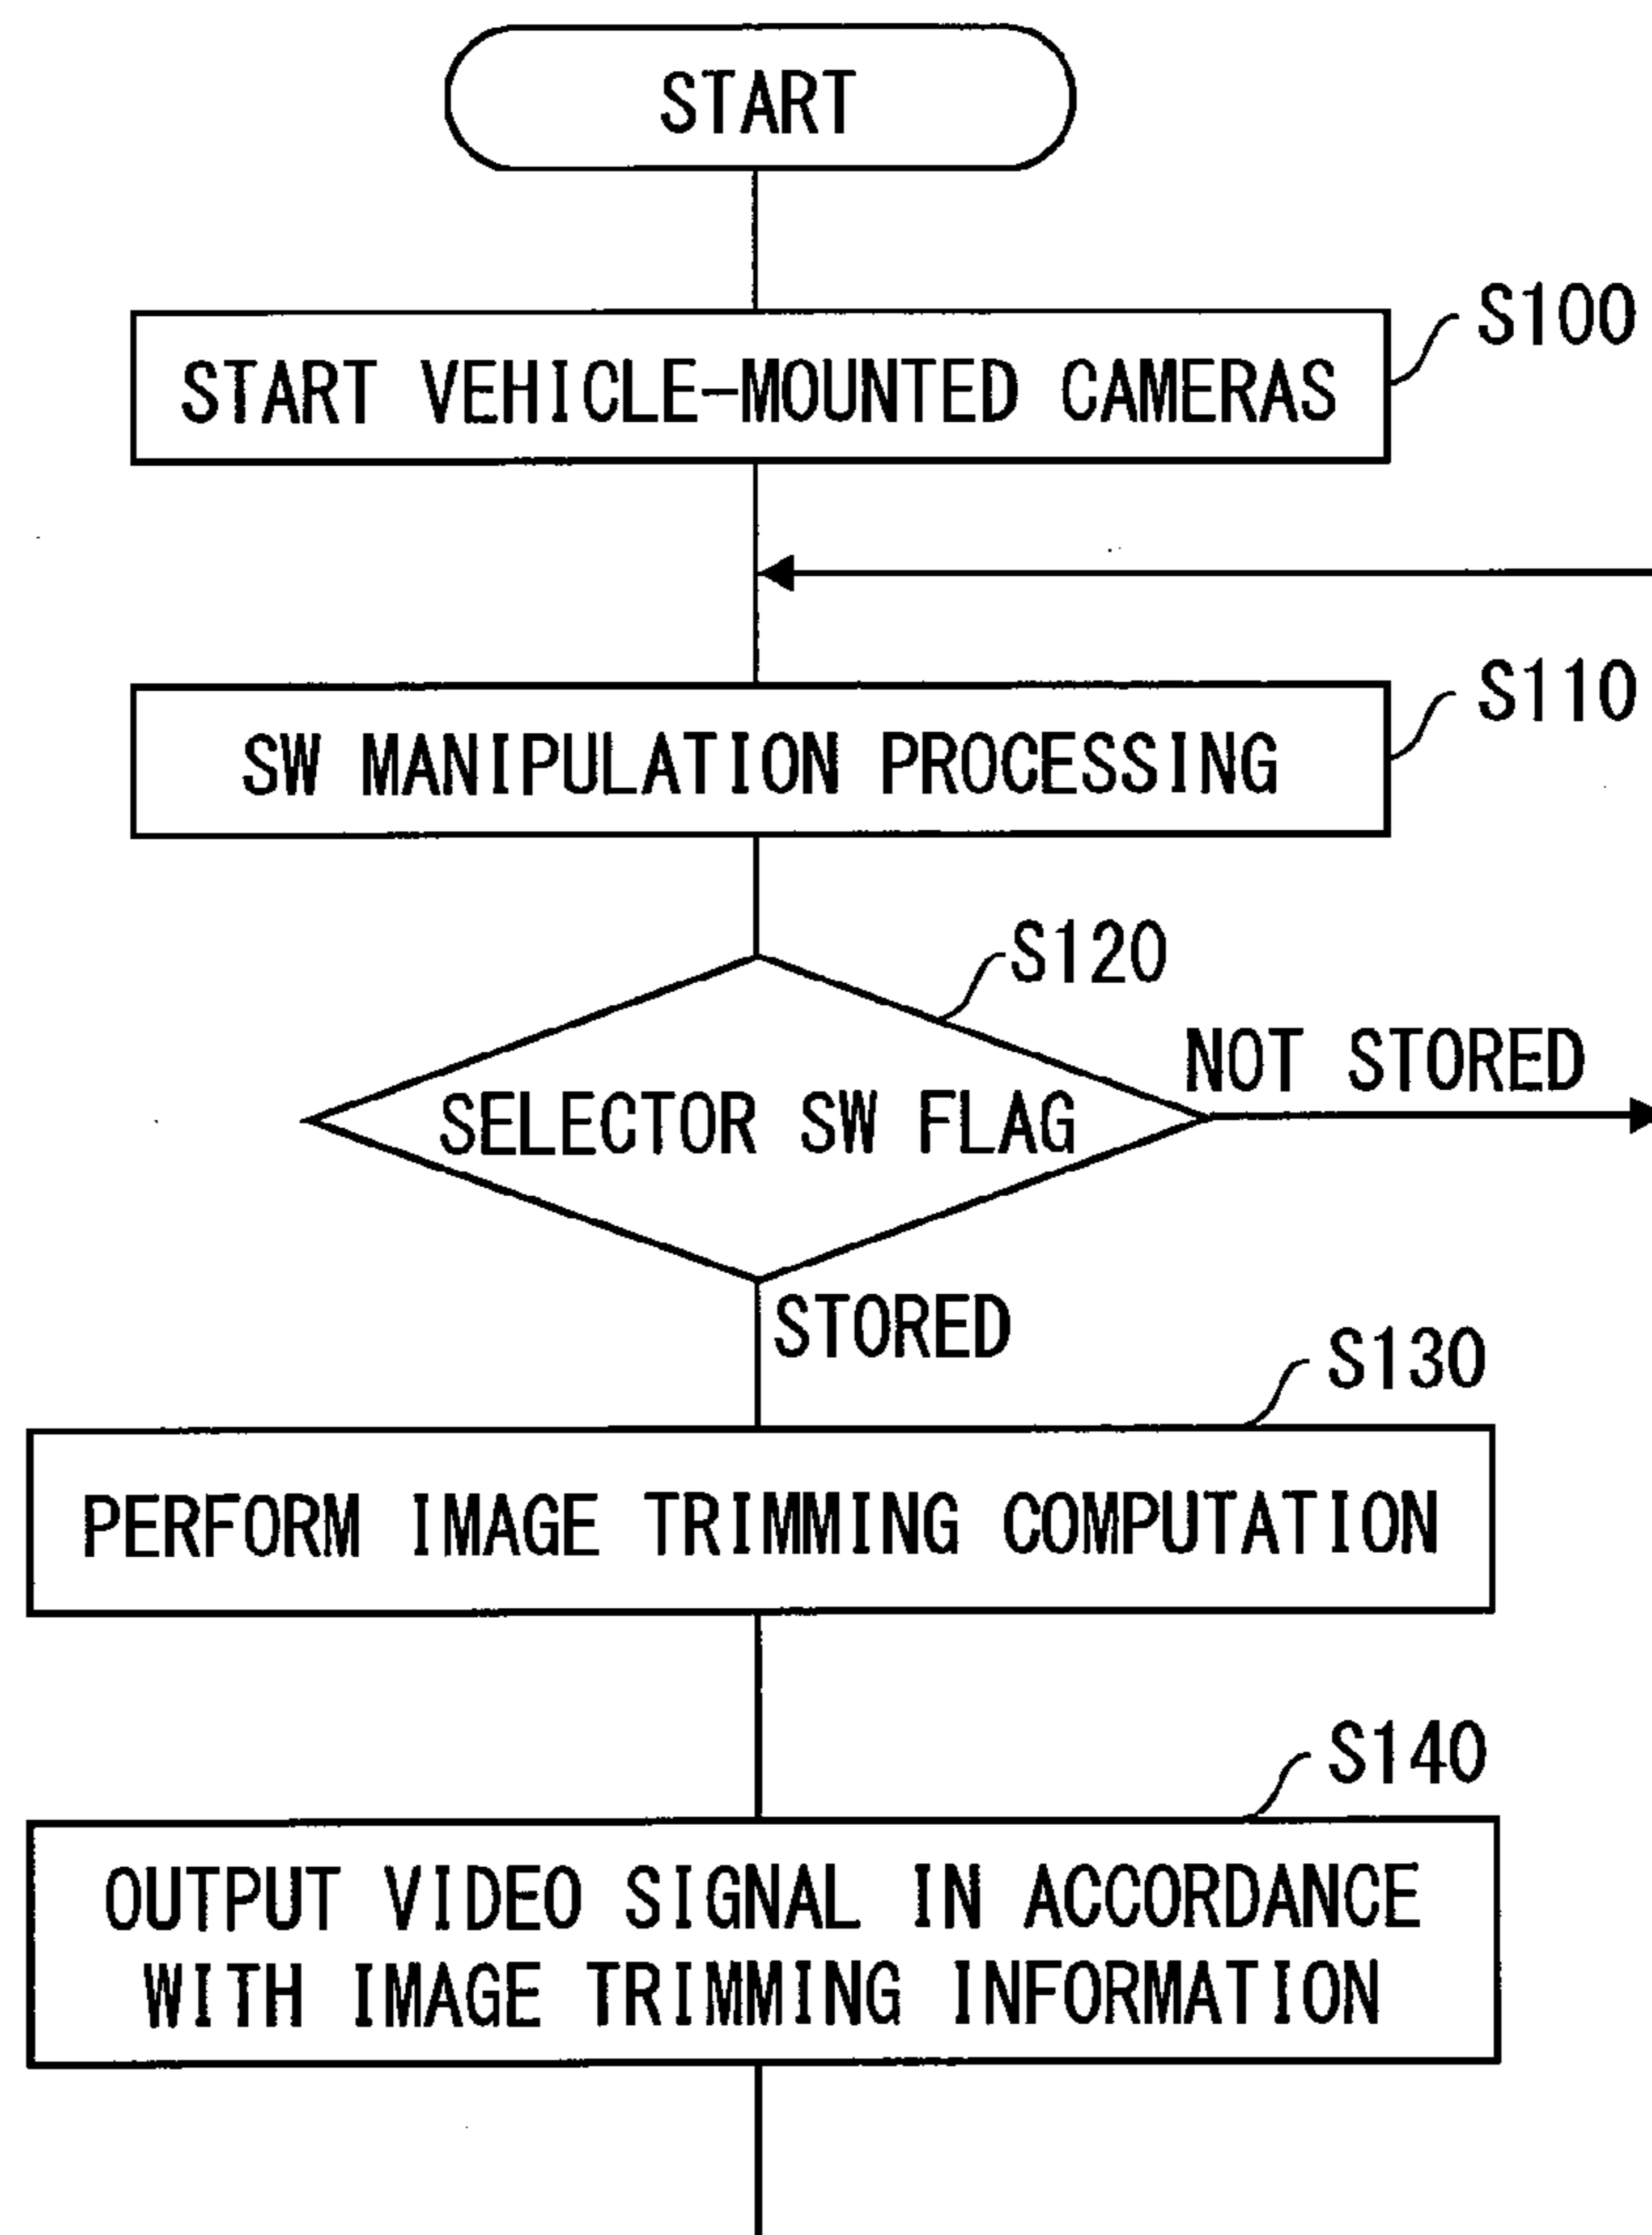 START
S100
START VEHICLE-MOUNTED CAMERAS
S110
SW MANIPULATION PROCESSING
S120
NOT STORED
SELECTOR SW FLAG
STORED
S130
PERFORM IMAGE TRIMMING COMPUTATION
S140
OUTPUT VIDEO SIGNAL IN ACCORDANCE
WITH IMAGE TRIMMING INFORMATION